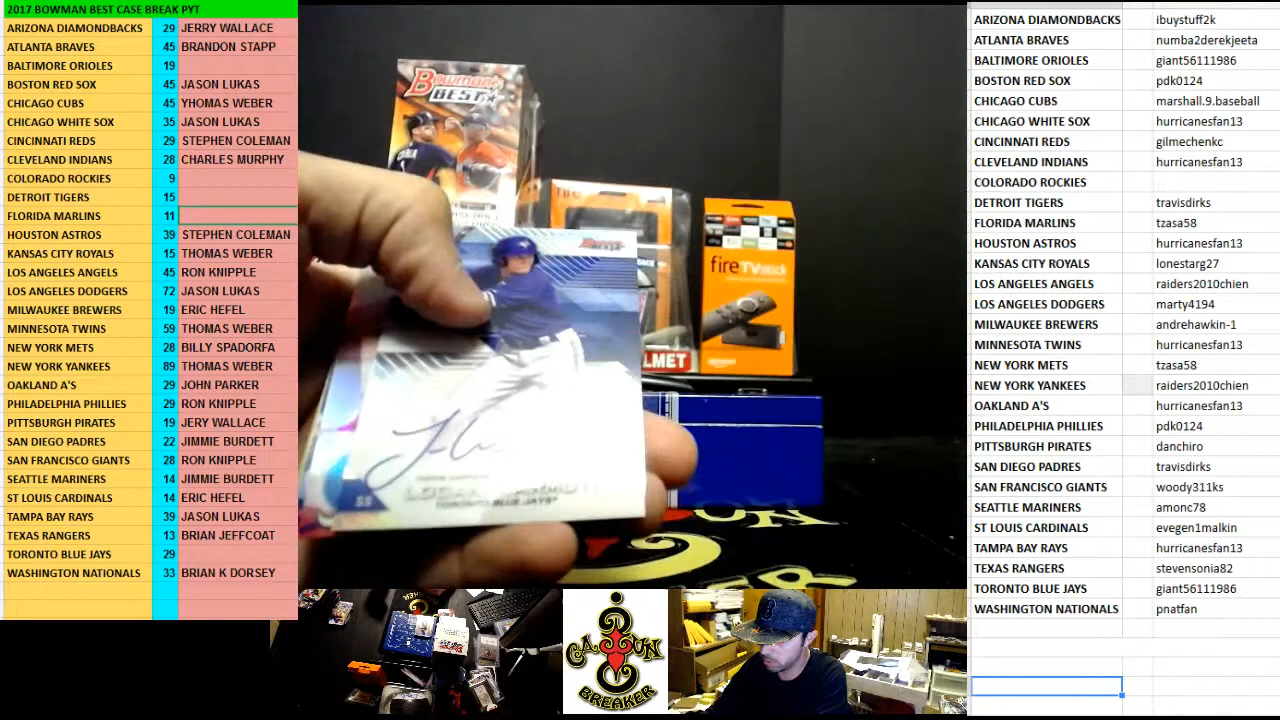 2017 BOWMAN BEST CASE BREAK PYT
ARIZONA DIAMONDBACKS 29 JERRY WALLACE
ATLANTA BRAVES 45 BRANDON STAPP
BALTIMORE ORIOLES 19
BOSTON RED SOX 45 JASON LUKAS
CHICAGO CUBS 45 YHOMAS WEBER
CHICAGO WHITE SOX 35 JASON LUKAS
CINCINNATI REDS 29 STEPHEN COLEMAN
CLEVELAND INDIANS 28 CHARLES MURPHY
COLORADO ROCKIES 9
DETROIT TIGERS 15
FLORIDA MARLINS 11
HOUSTON ASTROS 39 STEPHEN COLEMAN
KANSAS CITY ROYALS 15 THOMAS WEBER
LOS ANGELES ANGELS 45 RON KNIPPLE
LOS ANGELES DODGERS 72 JASON LUKAS
MILWAUKEE BREWERS 19 ERIC HEFEL
MINNESOTA TWINS 59 THOMAS WEBER
NEW YORK METS 28 BILLY SPADORFA
NEW YORK YANKEES 89 THOMAS WEBER
OAKLAND A'S 29 JOHN PARKER
PHILADELPHIA PHILLIES 29 RON KNIPPLE
PITTSBURGH PIRATES 19 JERY WALLACE
SAN DIEGO PADRES 22 JIMMIE BURDETT
SAN FRANCISCO GIANTS 28 RON KNIPPLE
SEATTLE MARINERS 14 JIMMIE BURDETT
ST LOUIS CARDINALS 14 ERIC HEFEL
TAMPA BAY RAYS 39 JASON LUKAS
TEXAS RANGERS 13 BRIAN JEFFCOAT
TORONTO BLUE JAYS 29
WASHINGTON NATIONALS 33 BRIAN K DORSEY
Bowman's
BEST
fire TV stick
amazon
HELMET
SS
TORONTO BLUE JAYS
CAJUN
BREAKER
ARIZONA DIAMONDBACKS ibuystuff2k
ATLANTA BRAVES numba2derekjeeta
BALTIMORE ORIOLES giant56111986
BOSTON RED SOX pdk0124
CHICAGO CUBS marshall.9.baseball
CHICAGO WHITE SOX hurricanesfan13
CINCINNATI REDS gilmechenkc
CLEVELAND INDIANS hurricanesfan13
COLORADO ROCKIES
DETROIT TIGERS travisdirks
FLORIDA MARLINS tzasa58
HOUSTON ASTROS hurricanesfan13
KANSAS CITY ROYALS lonestarg27
LOS ANGELES ANGELS raiders2010chien
LOS ANGELES DODGERS marty4194
MILWAUKEE BREWERS andrehawkin-1
MINNESOTA TWINS hurricanesfan13
NEW YORK METS tzasa58
NEW YORK YANKEES raiders2010chien
OAKLAND A'S hurricanesfan13
PHILADELPHIA PHILLIES pdk0124
PITTSBURGH PIRATES danchiro
SAN DIEGO PADRES travisdirks
SAN FRANCISCO GIANTS woody311ks
SEATTLE MARINERS amonc78
ST LOUIS CARDINALS evegen1malkin
TAMPA BAY RAYS hurricanesfan13
TEXAS RANGERS stevensonia82
TORONTO BLUE JAYS giant56111986
WASHINGTON NATIONALS pnatfan